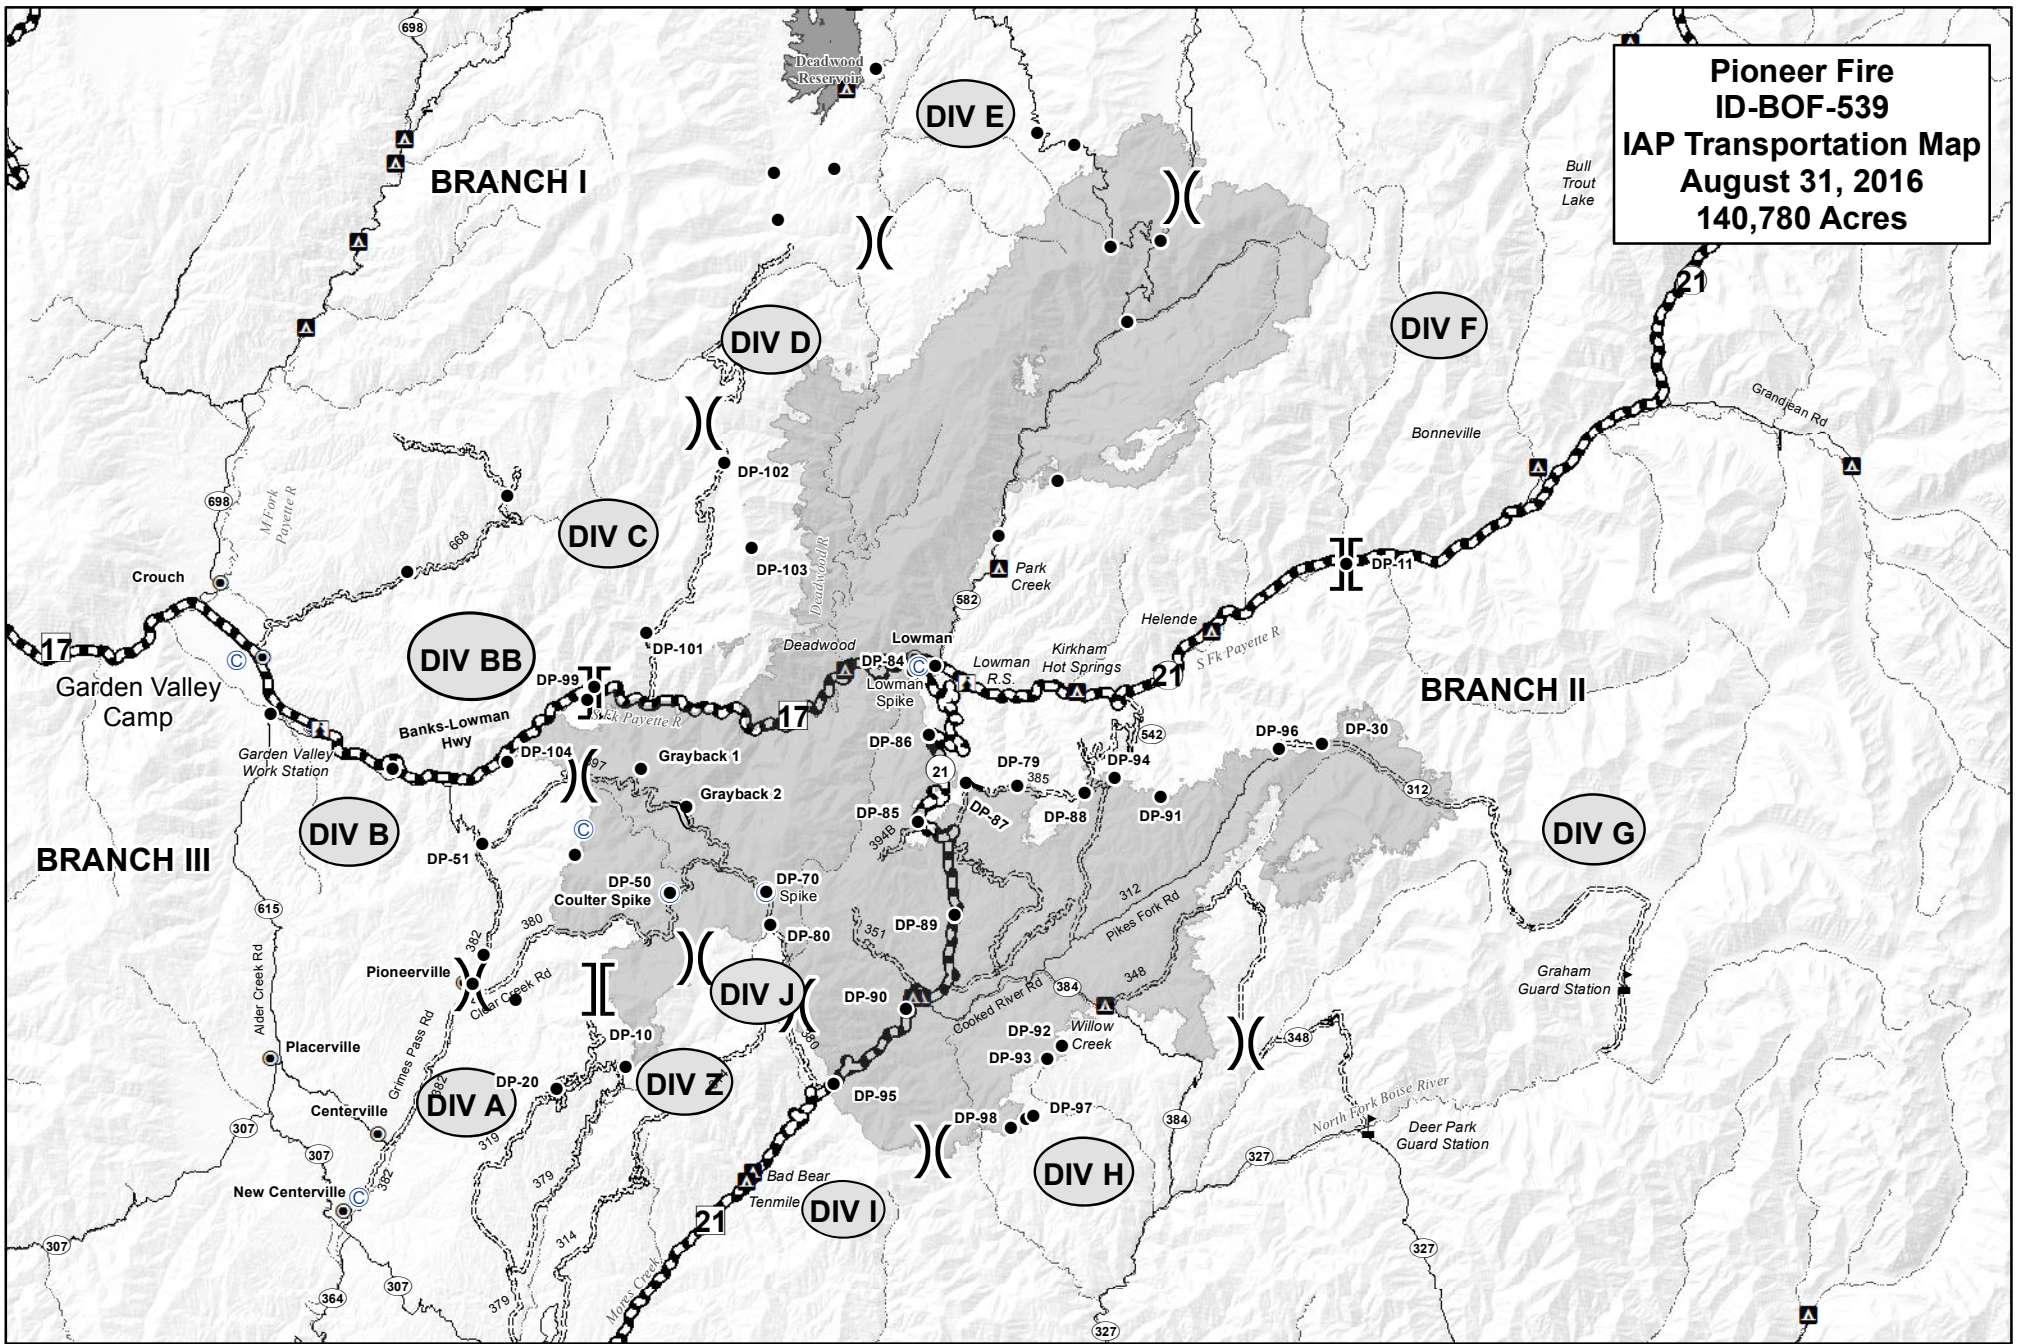 Pioneer Fire
ID-BOF-539
IAP Transportation Map
August 31, 2016
140,780 Acres
698
Deadwood
Reservoir
DIV E
BRANCH I
Bull
Trout
Lake
21
DIV D
DIV F
Grandjean Rd
Bonneville
DP-102
698
M Fork
Payette R
668
DIV C
DP-103
Deadwood R
DP-11
Crouch
Park
Creek
582
Helende
17
C
DP-101
Deadwood
Lowman
DP-84
C
Lowman
Spike
Lowman
R.S.
Kirkham
Hot Springs
S Fk Payette R
21
DIV BB
Garden Valley
Camp
DP-99
S Fk Payette R
17
BRANCH II
Banks-Lowman
Hwy
Garden Valley
Work Station
DP-104
DP-86
542
DP-96
DP-30
397
Grayback 1
21
DP-79
385
DP-94
Grayback 2
312
DIV B
C
DP-85
DP-87
DP-88
DP-91
DIV G
394B
BRANCH III
DP-51
DP-50
Coulter Spike
DP-70
Spike
312
Pikes Fork Rd
615
380
DP-89
DP-80
351
382
Alder Creek Rd
Pioneerville
Clear Creek Rd
DIV J
DP-90
384
348
Graham
Guard Station
Cooked River Rd
Grimes Pass Rd
DP-10
380
DP-92
Willow
Creek
348
Placerville
DP-93
382
DIV A
DP-20
DIV Z
DP-95
North Fork Boise River
Centerville
307
DP-98
DP-97
384
Deer Park
Guard Station
319
307
327
382
379
Bad Bear
DIV H
New Centerville
C
Tenmile
DIV I
21
307
314
327
Mores Creek
307
364
379
327